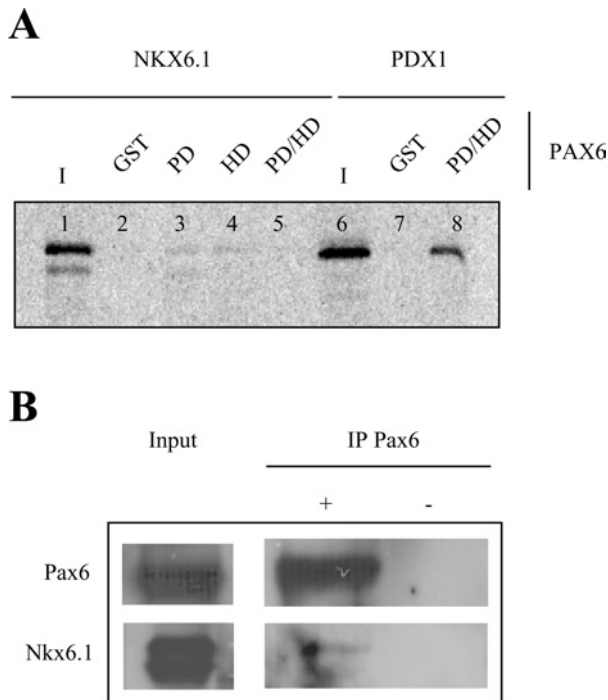 A
NKX6.1 PDX1
I GST PD HD PD/HD I GST PD/HD PAX6
1 2 3 4 5 6 7 8
B
Input IP Pax6
+ -
Pax6
Nkx6.1